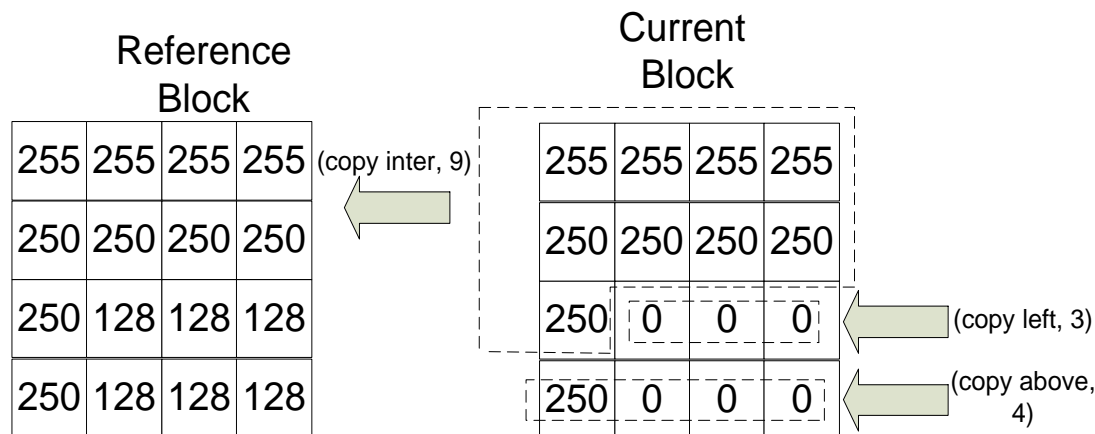 Reference
Block
255 255 255 255
250 250 250 250
250 128 128 128
250 128 128 128
(copy inter, 9)
Current
Block
255 255 255 255
250 250 250 250
250 0 0 0
250 0 0 0
(copy left, 3)
(copy above,
4)